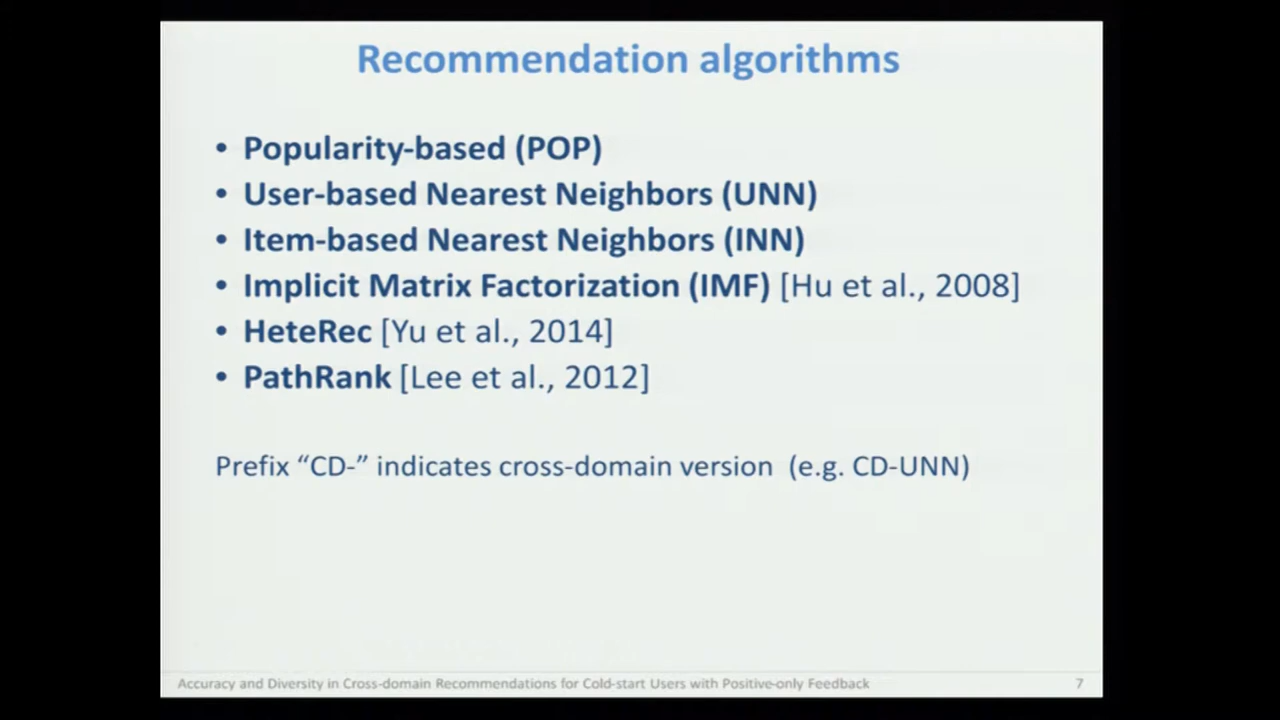 Recommendation algorithms
• Popularity-based (POP)
• User-based Nearest Neighbors (UNN)
• Item-based Nearest Neighbors (INN)
• Implicit Matrix Factorization (IMF) [Hu et al., 2008]
• HeteRec [Yu et al., 2014]
• PathRank [Lee et al., 2012]
Prefix “CD-” indicates cross-domain version (e.g. CD-UNN)
Accuracy and Diversity in Cross-domain Recommendations for Cold-start Users with Positive-only Feedback 7